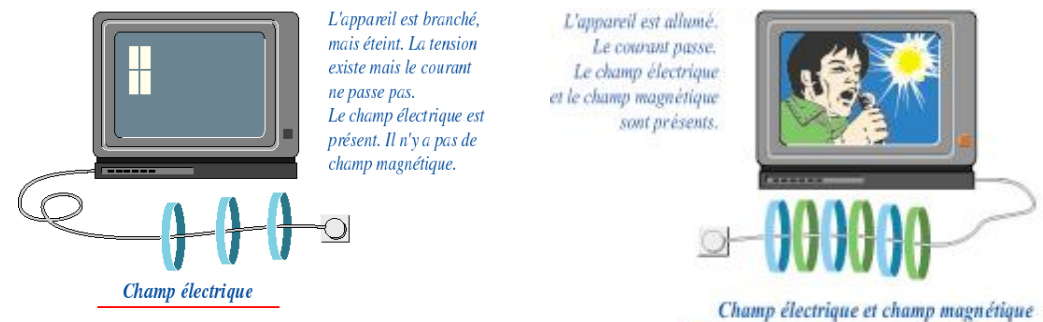 L'appareil est branché,
mais éteint. La tension
existe mais le courant
ne passe pas.
Le champ électrique est
présent. Il n'y a pas de
champ magnétique.
Champ électrique
L'appareil est allumé.
Le courant passe.
Le champ électrique
et le champ magnétique
sont présents.
Champ électrique et champ magnétique